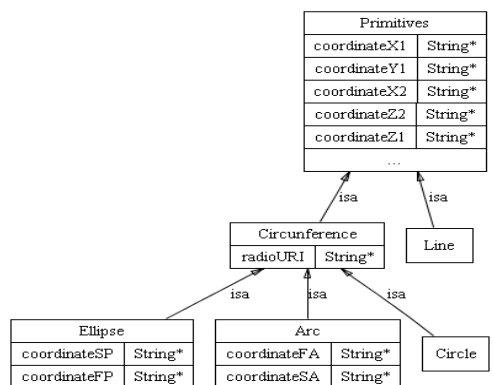 Primitives
coordinateX1 String*
coordinateY1 String*
coordinateX2 String*
coordinateZ2 String*
coordinateZ1 String*
...
isa isa
Circunference
radioURI String*
Line
isa isa isa
Ellipse
coordinateSP String*
coordinateFP String*
Arc
coordinateFA String*
coordinateSA String*
Circle